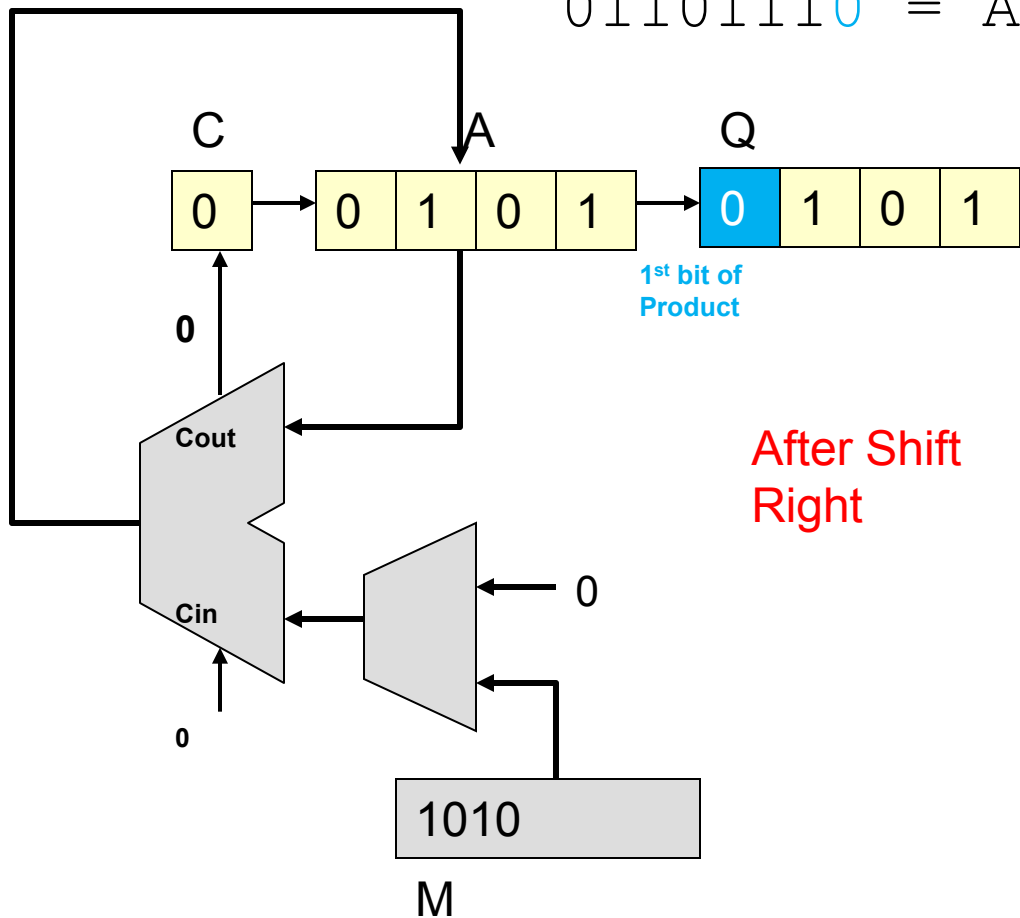 01101110 = A
C A Q
0 0 1 0 1 0 1 0 1
1st bit of
Product
0
Cout
After Shift
Right
0
Cin
0
1010
M